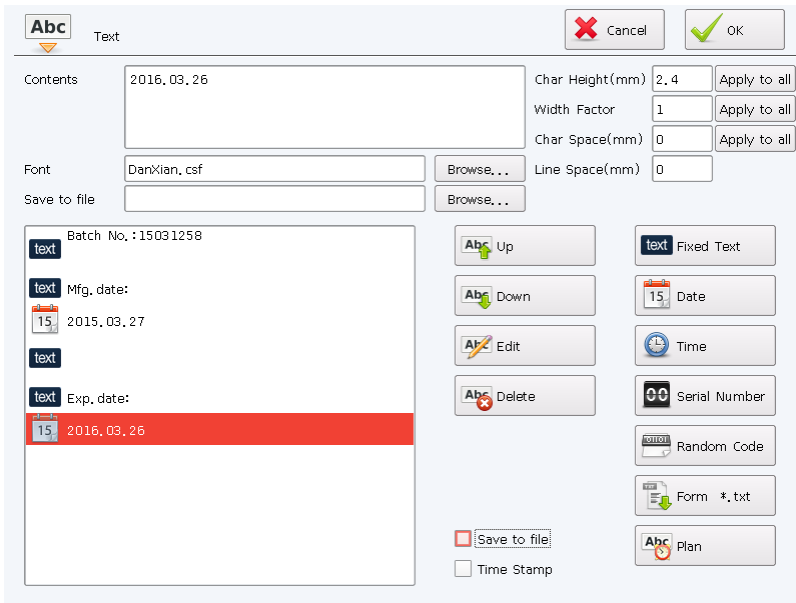 Abc
Text
Cancel
OK
Contents
2016.03.26
Char Height(mm) 2.4 Apply to all
Width Factor 1 Apply to all
Char Space(mm) 0 Apply to all
Font DanXian.csf Browse... Line Space(mm) 0
Save to file Browse...
text Batch No.:15031258
text Mfg.date:
15 2015.03.27
text
text Exp.date:
15 2016.03.26
Abc Up
Abc Down
Abc Edit
Abc Delete
Save to file
Time Stamp
text Fixed Text
15 Date
Time
00 Serial Number
011011 Random Code
TXT Form *.txt
Abc Plan